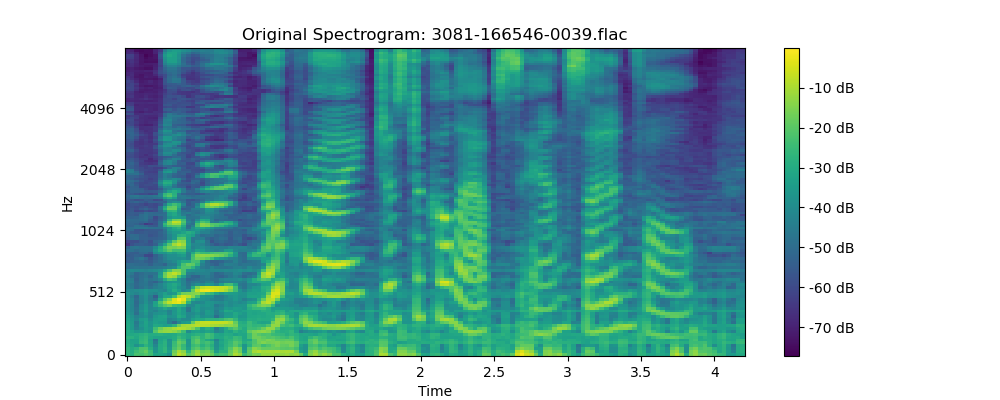 Original Spectrogram: 3081-166546-0039.flac
Hz
4096
2048
1024
512
0
0 0.5 1 1.5 2 2.5 3 3.5 4
Time
-10 dB
-20 dB
-30 dB
-40 dB
-50 dB
-60 dB
-70 dB